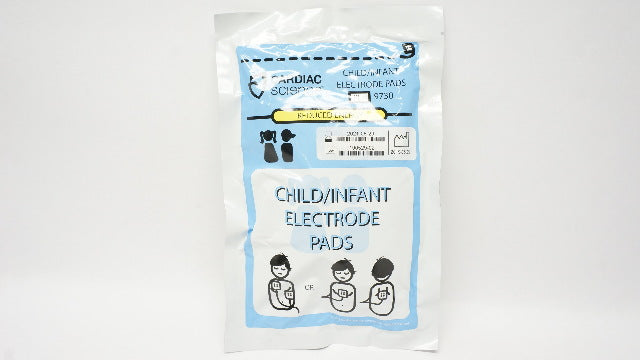 CARDIAC
science
CHILD/INFANT
ELECTRODE PADS
9730
REDUCED ENERGY
CHILD/INFANT
ELECTRODE
PADS
OR